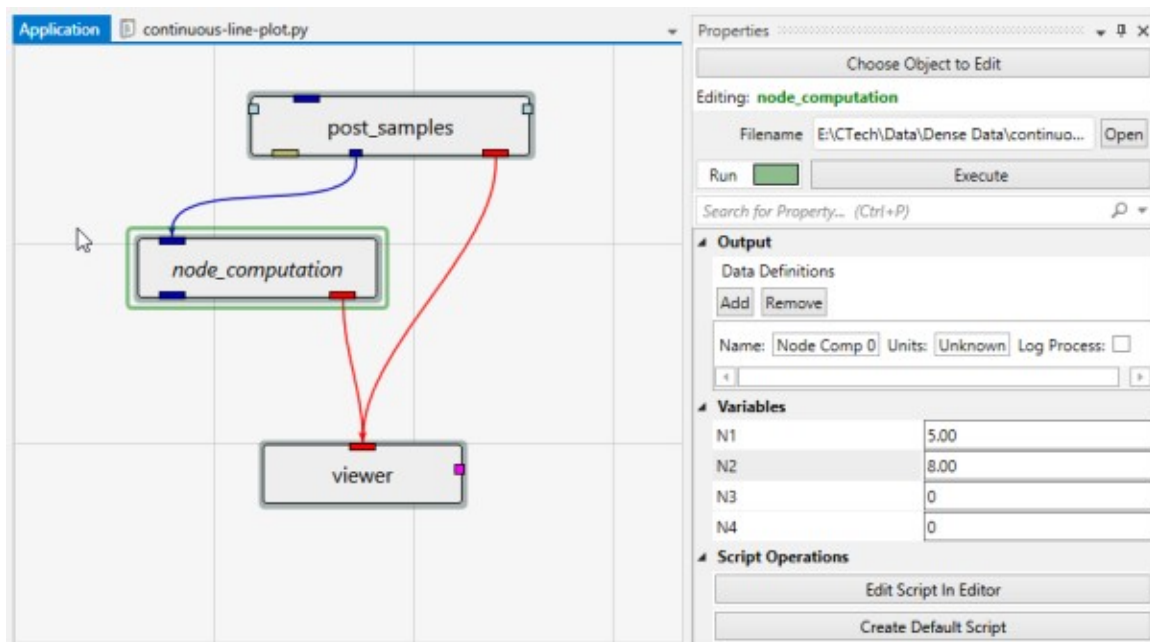 Application continuous-line-plot.py
post_samples
node_computation
viewer
Properties
Choose Object to Edit
Editing: node_computation
Filename E:\CTech\Data\Dense Data\continuo... Open
Run Execute
Search for Property... (Ctrl+P)
Output
Data Definitions
Add Remove
Name: Node Comp 0 Units: Unknown Log Process:
Variables
N1 5.00
N2 8.00
N3 0
N4 0
Script Operations
Edit Script In Editor
Create Default Script